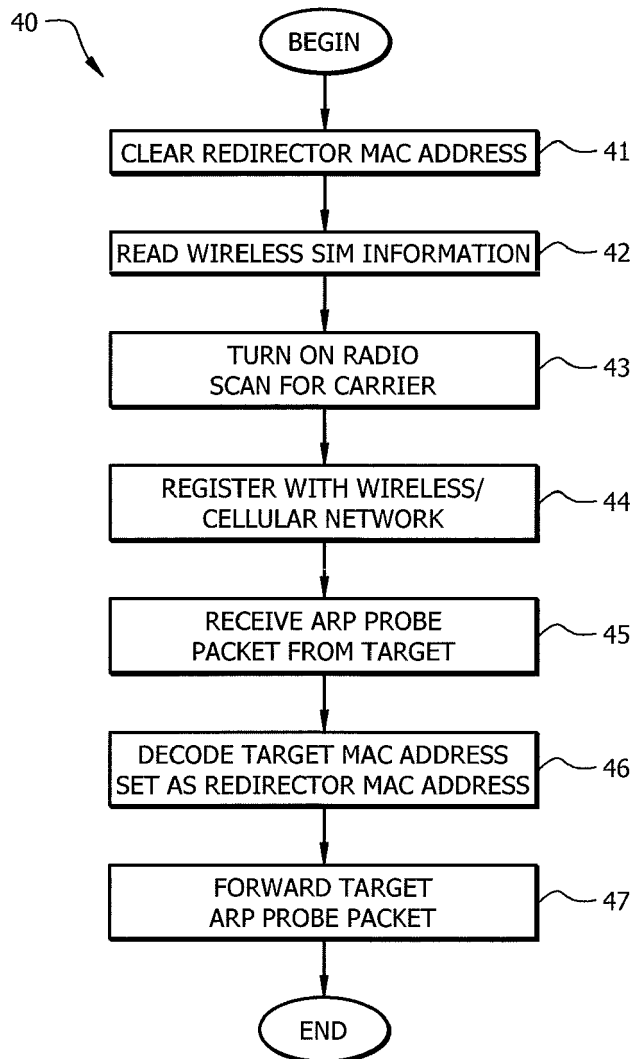 40
BEGIN
CLEAR REDIRECTOR MAC ADDRESS
41
READ WIRELESS SIM INFORMATION
42
TURN ON RADIO
SCAN FOR CARRIER
43
REGISTER WITH WIRELESS/
CELLULAR NETWORK
44
RECEIVE ARP PROBE
PACKET FROM TARGET
45
DECODE TARGET MAC ADDRESS
SET AS REDIRECTOR MAC ADDRESS
46
FORWARD TARGET
ARP PROBE PACKET
47
END